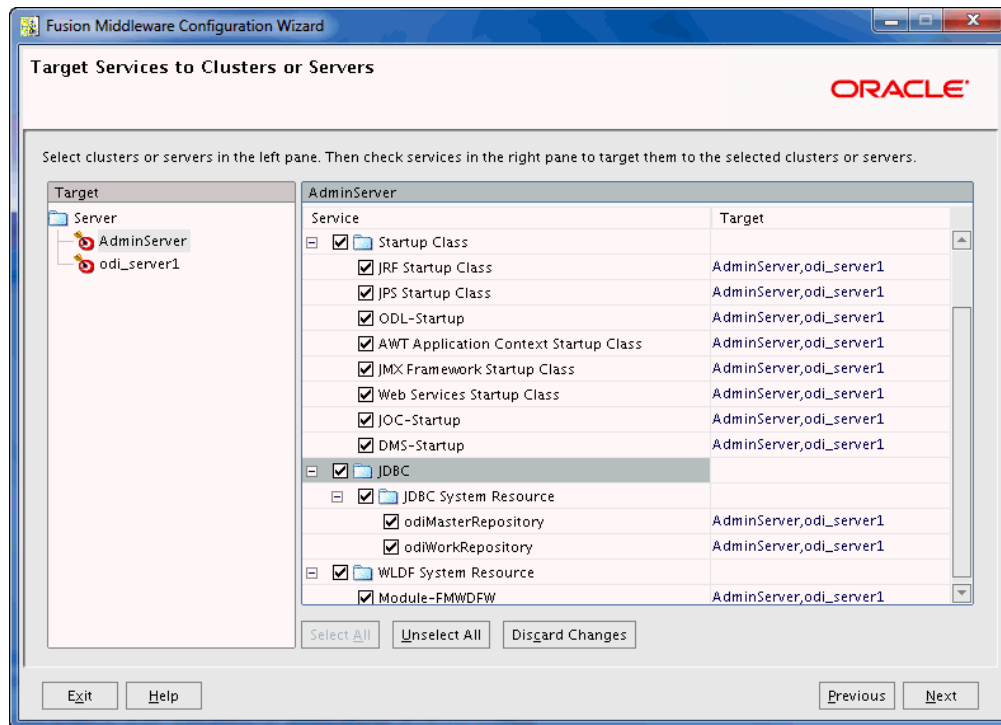 Fusion Middleware Configuration Wizard
Target Services to Clusters or Servers
ORACLE
Select clusters or servers in the left pane. Then check services in the right pane to target them to the selected clusters or servers.
Target
Server
AdminServer
odi_server1
AdminServer
Service Target
Startup Class
JRF Startup Class AdminServer,odi_server1
JPS Startup Class AdminServer,odi_server1
ODL-Startup AdminServer,odi_server1
AWT Application Context Startup Class AdminServer,odi_server1
JMX Framework Startup Class AdminServer,odi_server1
Web Services Startup Class AdminServer,odi_server1
JOC-Startup AdminServer,odi_server1
DMS-Startup AdminServer,odi_server1
JDBC
JDBC System Resource
odiMasterRepository AdminServer,odi_server1
odiWorkRepository AdminServer,odi_server1
WLDF System Resource
Module-FMWDFW AdminServer,odi_server1
Select All Unselect All Discard Changes
Exit Help Previous Next